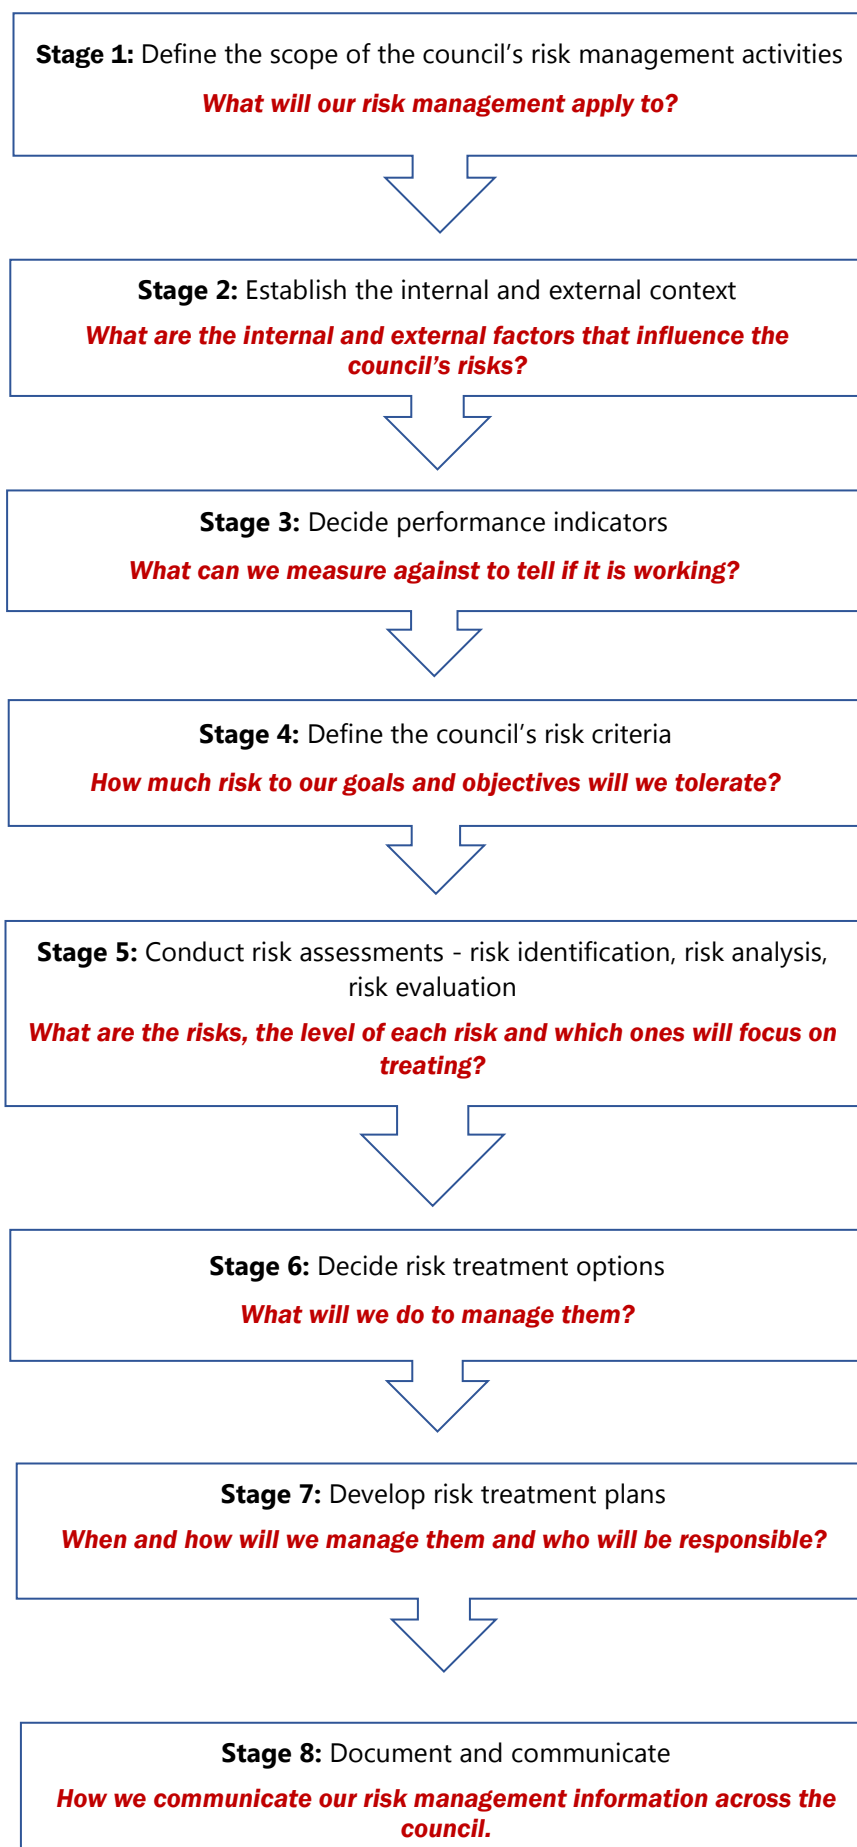 Stage 1: Define the scope of the council’s risk management activities
What will our risk management apply to?
Stage 2: Establish the internal and external context
What are the internal and external factors that influence the
council’s risks?
Stage 3: Decide performance indicators
What can we measure against to tell if it is working?
Stage 4: Define the council’s risk criteria
How much risk to our goals and objectives will we tolerate?
Stage 5: Conduct risk assessments - risk identification, risk analysis,
risk evaluation
What are the risks, the level of each risk and which ones will focus on
treating?
Stage 6: Decide risk treatment options
What will we do to manage them?
Stage 7: Develop risk treatment plans
When and how will we manage them and who will be responsible?
Stage 8: Document and communicate
How we communicate our risk management information across the
council.